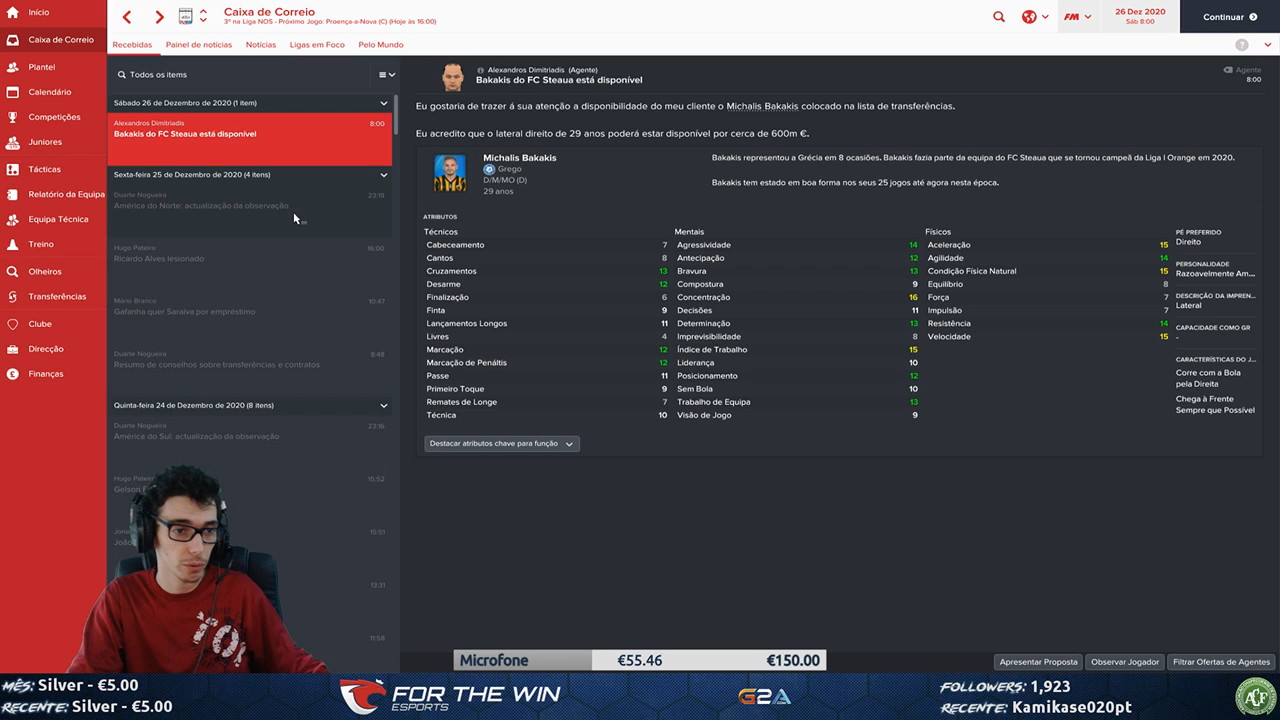 Início
Caixa de Correio
Plantel
Calendário
Competições
Juniores
Tácticas
Relatório da Equipa
Equipa Técnica
Treino
Olheiros
Transferências
Clube
Direcção
Finanças
Caixa de Correio
3º na Liga NOS - Próximo Jogo: Proença-a-Nova (C) (Hoje às 16:00)
FM
26 Dez 2020
Sáb 8:00
Continuar
Recebidas
Painel de notícias
Notícias
Ligas em Foco
Pelo Mundo
?
Todos os items
Sábado 26 de Dezembro de 2020 (1 item)
Alexandros Dimitriadis 8:00
Bakakis do FC Steaua está disponível
Sexta-feira 25 de Dezembro de 2020 (4 itens)
Duarte Nogueira 23:19
América do Norte: actualização da observação
Hugo Pateiro 16:00
Ricardo Alves lesionado
Mário Branco 10:47
Gafanha quer Saraiva por empréstimo
Duarte Nogueira 8:48
Resumo de conselhos sobre transferências e contratos
Quinta-feira 24 de Dezembro de 2020 (8 itens)
Duarte Nogueira 23:16
América do Sul: actualização da observação
Hugo Pateiro 15:52
15:51
13:31
11:58
Alexandros Dimitriadis (Agente)
Bakakis do FC Steaua está disponível
Agente
8:00
Eu gostaria de trazer á sua atenção a disponibilidade do meu cliente o Michalis Bakakis colocado na lista de transferências.
Eu acredito que o lateral direito de 29 anos poderá estar disponível por cerca de 600m €.
Michalis Bakakis
Grego
D/M/MO (D)
29 anos
Bakakis representou a Grécia em 8 ocasiões. Bakakis fazia parte da equipa do FC Steaua que se tornou campeã da Liga I Orange em 2020.
Bakakis tem estado em boa forma nos seus 25 jogos até agora nesta época.
ATRIBUTOS
Técnicos
Cabeceamento 7
Cantos 8
Cruzamentos 13
Desarme 12
Finalização 6
Finta 9
Lançamentos Longos 11
Livres 4
Marcação 12
Marcação de Penáltis 12
Passe 11
Primeiro Toque 9
Remates de Longe 7
Técnica 10
Mentais
Agressividade 14
Antecipação 12
Bravura 13
Compostura 9
Concentração 16
Decisões 11
Determinação 13
Imprevisibilidade 8
Índice de Trabalho 15
Liderança 10
Posicionamento 12
Sem Bola 10
Trabalho de Equipa 13
Visão de Jogo 9
Físicos
Aceleração 15
Agilidade 14
Condição Física Natural 15
Equilíbrio 8
Força 7
Impulsão 7
Resistência 14
Velocidade 15
PÉ PREFERIDO
Direito
PERSONALIDADE
Razoavelmente Am...
DESCRIÇÃO DA IMPREN...
Lateral
CAPACIDADE COMO GR
-
CARACTERÍSTICAS DO J...
Corre com a Bola
pela Direita
Chega à Frente
Sempre que Possível
Destacar atributos chave para função
Apresentar Proposta
Observar Jogador
Filtrar Ofertas de Agentes
Microfone €55.46 €150.00
MÊS: Silver - €5.00
RECENTE: Silver - €5.00
FOR THE WIN
ESPORTS
G2A
FOLLOWERS: 1,923
RECENTE: Kamikase020pt